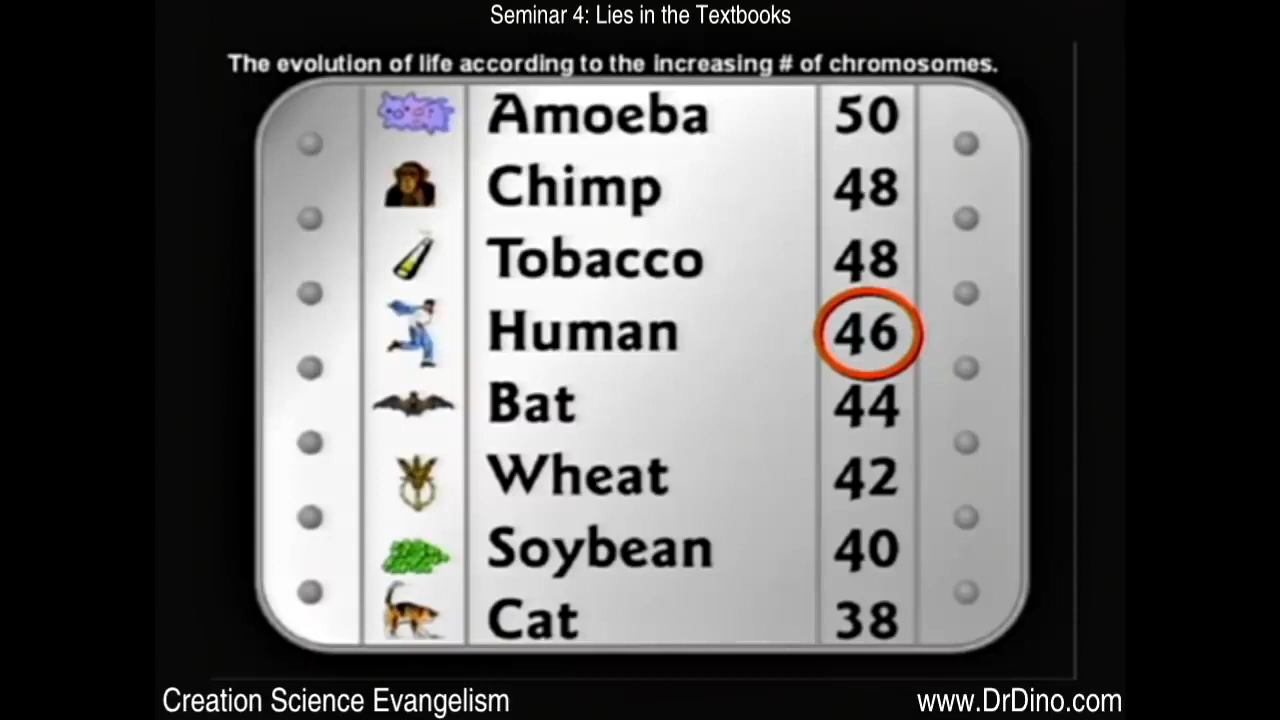 Seminar 4: Lies in the Textbooks
The evolution of life according to the increasing # of chromosomes.
Amoeba 50
Chimp 48
Tobacco 48
Human 46
Bat 44
Wheat 42
Soybean 40
Cat 38
Creation Science Evangelism www.DrDino.com